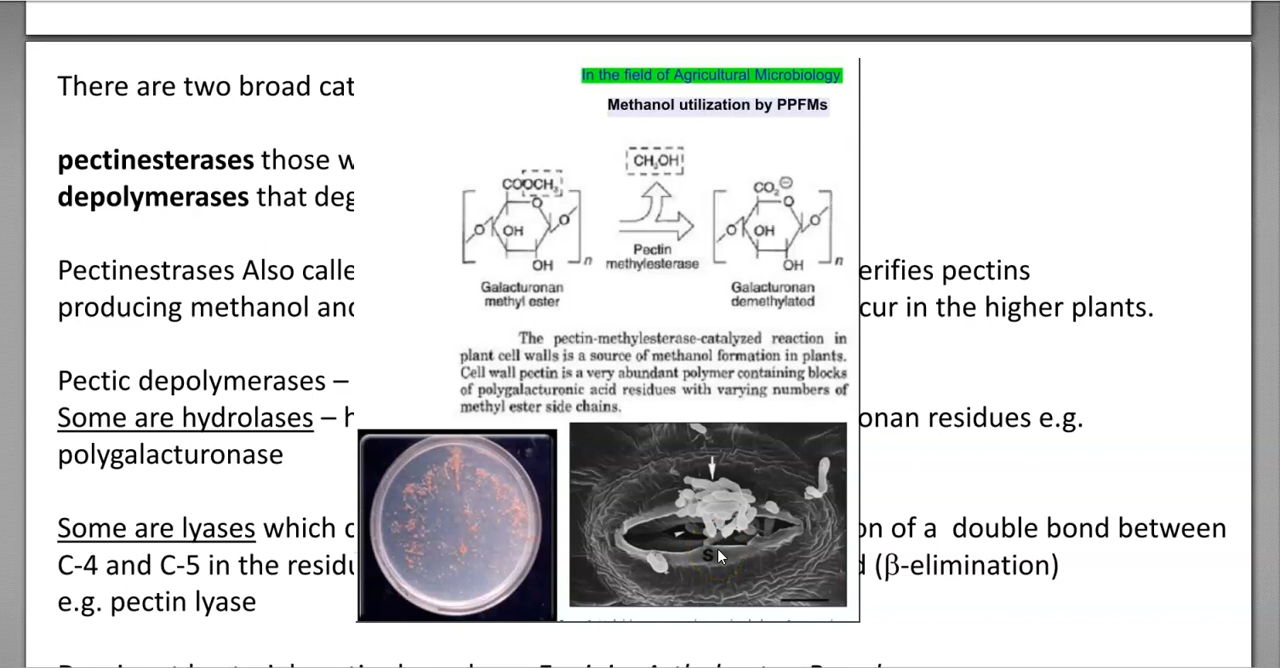 There are two broad cat
pectinesterases those w
depolymerases that deg
Pectinestrases Also calle
erifies pectins
producing methanol and
cur in the higher plants.
Pectic depolymerases –
Some are hydrolases – h
onan residues e.g.
polygalacturonase
Some are lyases which c
on of a double bond between
C-4 and C-5 in the resid
(β-elimination)
e.g. pectin lyase
In the field of Agricultural Microbiology
Methanol utilization by PPFMs
CH3OH
COOCH3
CO2⊖
O
O
O
O
O
O
OH
OH
OH
OH
n
n
Pectin
methylesterase
Galacturonan
methyl ester
Galacturonan
demethylated
The pectin-methylesterase-catalyzed reaction in
plant cell walls is a source of methanol formation in plants.
Cell wall pectin is a very abundant polymer containing blocks
of polygalacturonic acid residues with varying numbers of
methyl ester side chains.
S